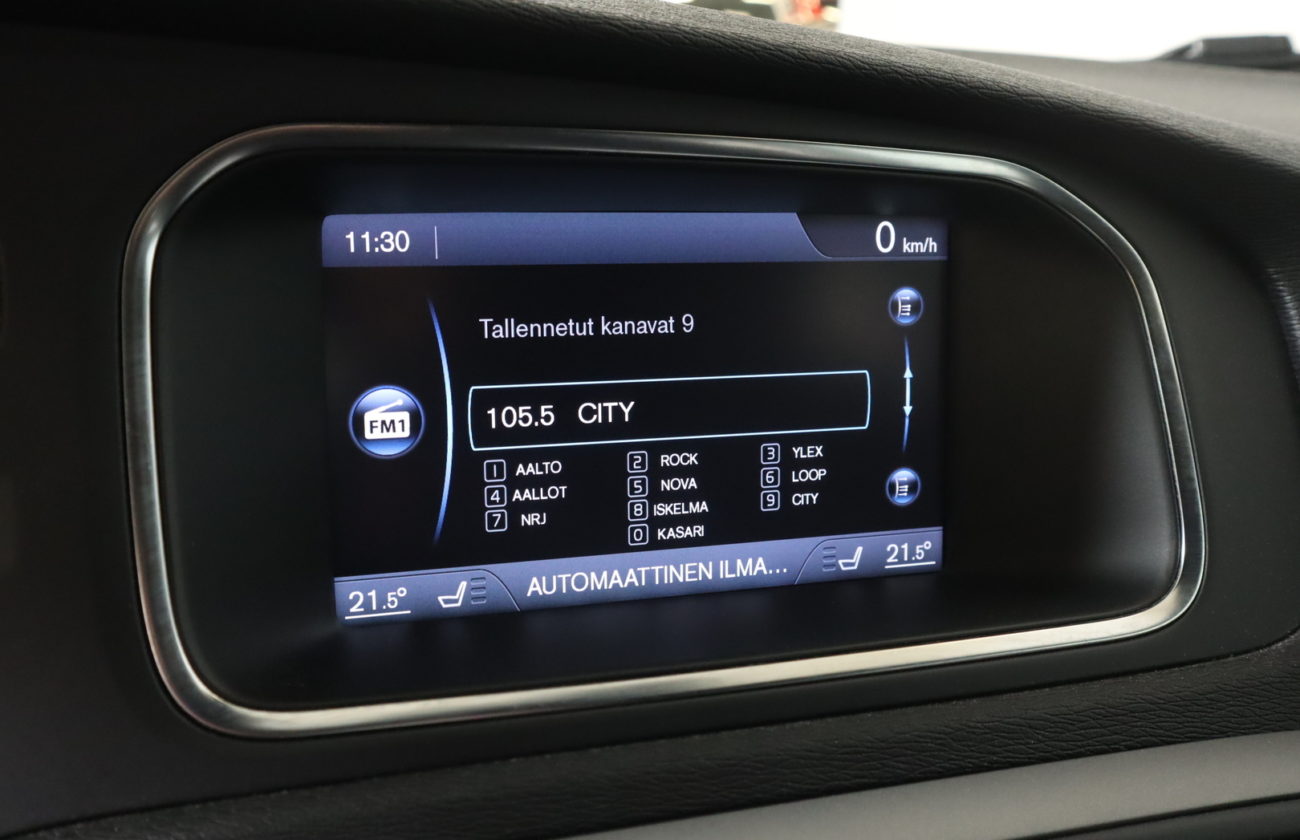 11:30 0 km/h
Tallennetut kanavat 9
FM1
105.5 CITY
1 AALTO 2 ROCK 3 YLEX
4 AALLOT 5 NOVA 6 LOOP
7 NRJ 8 ISKELMA 9 CITY
0 KASARI
21.5° AUTOMAATTINEN ILMA... 21.5°